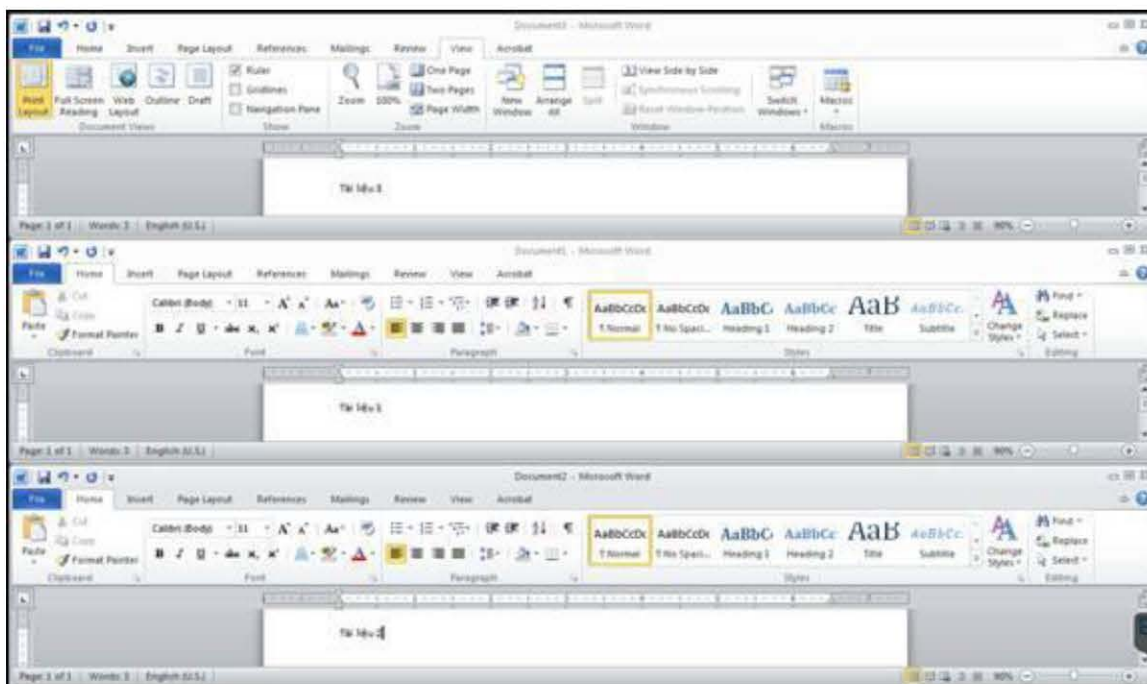 Document3 - Microsoft Word
File Home Insert Page Layout References Mailings Review View Acrobat
Print Layout Full Screen Reading Web Layout Outline Draft
Ruler
Gridlines
Navigation Pane
Zoom 100%
One Page
Two Pages
Page Width
New Window Arrange All Split
View Side by Side
Synchronous Scrolling
Reset Window Position
Switch Windows Macros
Document Views Show Zoom Window Macros
Tài liệu 3
Page: 1 of 1 Words: 3 English (U.S.) 90%
Document1 - Microsoft Word
File Home Insert Page Layout References Mailings Review View Acrobat
Paste
Cut
Copy
Format Painter
Calibri (Body) 11
AaBbCcDc AaBbCcDc AaBbC AaBbCc AaB AaBbCc.
¶ Normal ¶ No Spaci... Heading 1 Heading 2 Title Subtitle
Change Styles
Find
Replace
Select
Clipboard Font Paragraph Styles Editing
Tài liệu 1
Page: 1 of 1 Words: 3 English (U.S.) 90%
Document2 - Microsoft Word
File Home Insert Page Layout References Mailings Review View Acrobat
Paste
Cut
Copy
Format Painter
Calibri (Body) 11
AaBbCcDc AaBbCcDc AaBbC AaBbCc AaB AaBbCc.
¶ Normal ¶ No Spaci... Heading 1 Heading 2 Title Subtitle
Change Styles
Find
Replace
Select
Clipboard Font Paragraph Styles Editing
Tài liệu 2
Page: 1 of 1 Words: 3 English (U.S.) 90%